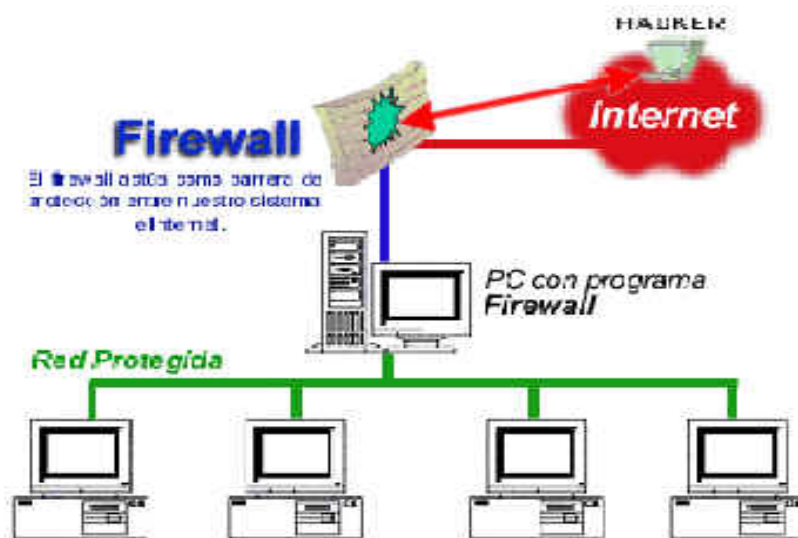 HACKER
Internet
Firewall
El firewall actúa como barrera de
protección entre nuestro sistema
e Internet.
PC con programa
Firewall
Red Protegida